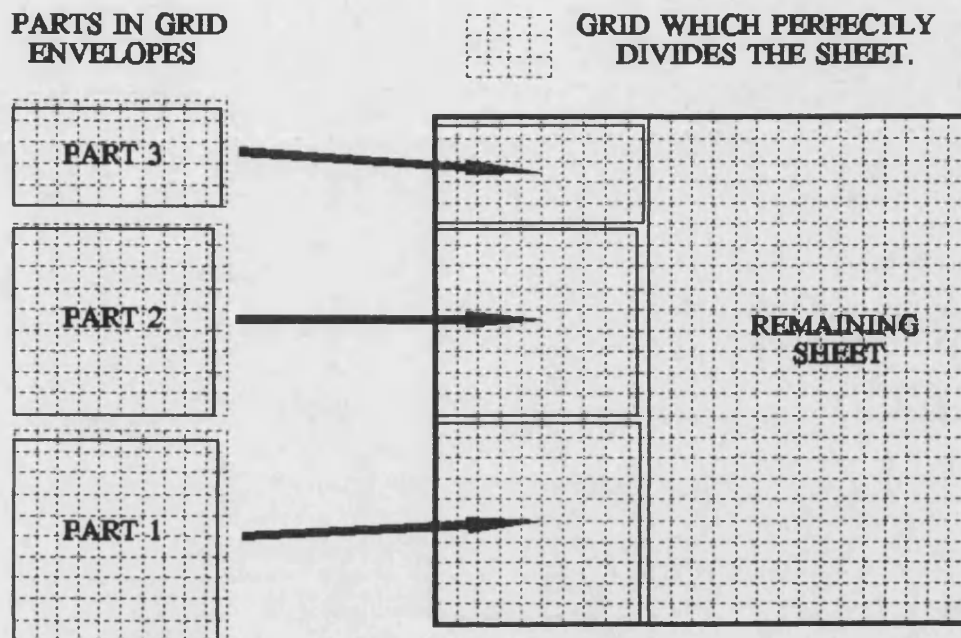 PARTS IN GRID
ENVELOPES
GRID WHICH PERFECTLY
DIVIDES THE SHEET.
PART 3
PART 2
REMAINING
SHEET
PART 1